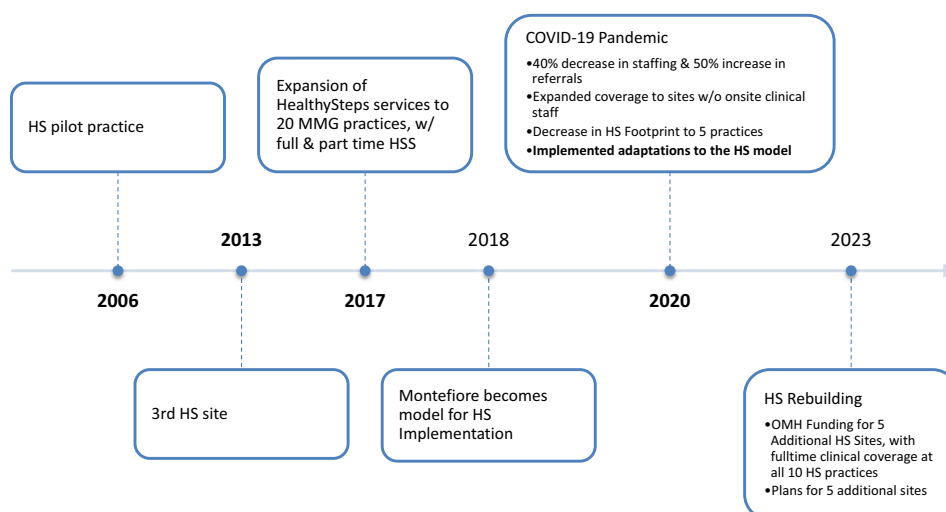 COVID-19 Pandemic
•40% decrease in staffing & 50% increase in
referrals
•Expanded coverage to sites w/o onsite clinical
staff
•Decrease in HS Footprint to 5 practices
•Implemented adaptations to the HS model
Expansion of
HealthySteps services to
20 MMG practices, w/
full & part time HSS
HS pilot practice
2013
2018
2023
2006
2017
2020
3rd HS site
Montefiore becomes
model for HS
Implementation
HS Rebuilding
•OMH Funding for 5
Additional HS Sites, with
fulltime clinical coverage at
all 10 HS practices
•Plans for 5 additional sites